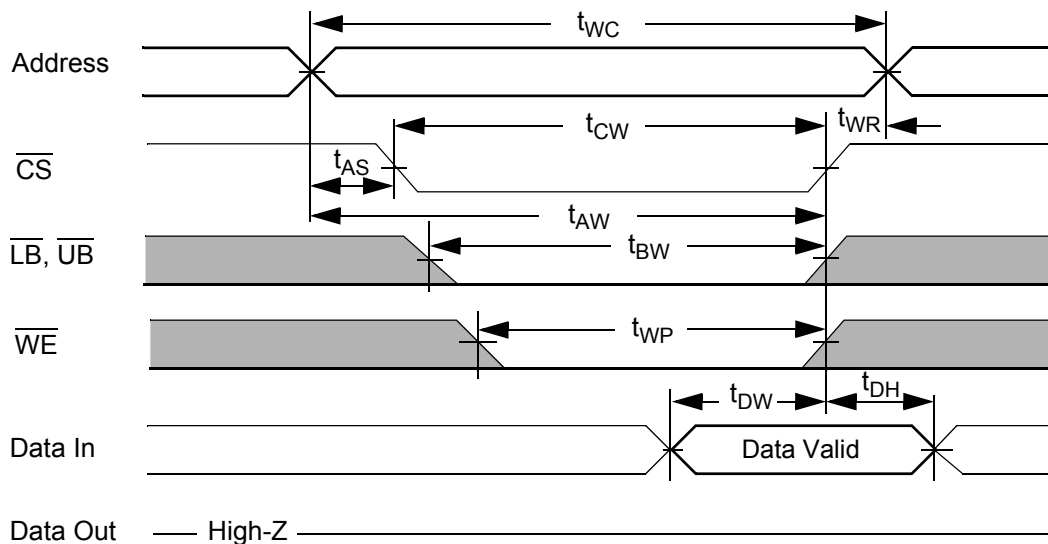 tWC
Address
tCW
tWR
CS
tAS
tAW
LB, UB
tBW
WE
tWP
tDW
tDH
Data In
Data Valid
Data Out
High-Z